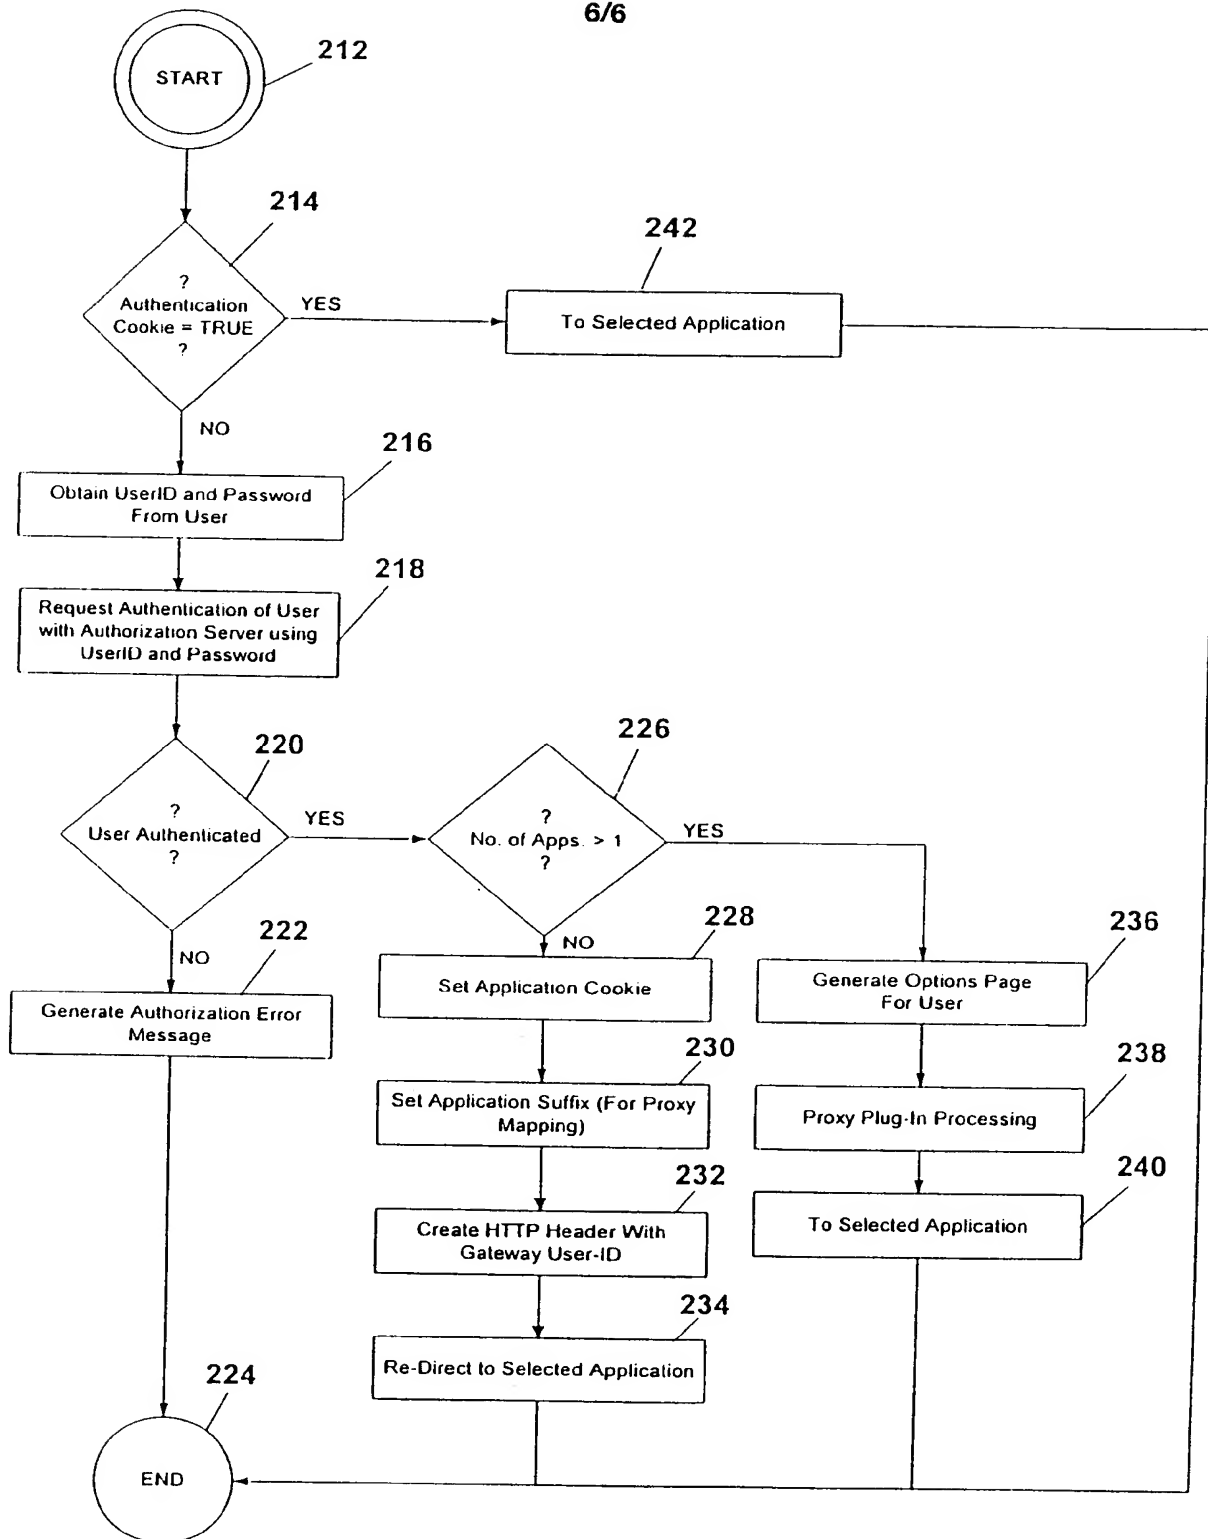 6/6
START
212
214
?
Authentication
Cookie = TRUE
?
YES
242
To Selected Application
NO
216
Obtain UserID and Password
From User
218
Request Authentication of User
with Authorization Server using
UserID and Password
220
?
User Authenticated
?
YES
226
?
No. of Apps. > 1
?
YES
NO
222
Generate Authorization Error
Message
NO
228
Set Application Cookie
236
Generate Options Page
For User
230
Set Application Suffix (For Proxy
Mapping)
238
Proxy Plug-In Processing
232
Create HTTP Header With
Gateway User-ID
240
To Selected Application
234
Re-Direct to Selected Application
224
END